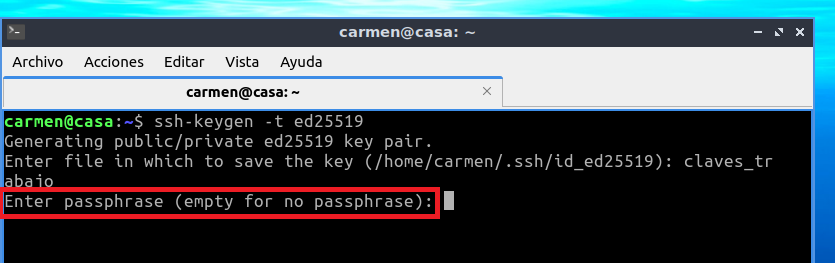 carmen@casa: ~
Archivo Acciones Editar Vista Ayuda
carmen@casa: ~
carmen@casa:~$ ssh-keygen -t ed25519
Generating public/private ed25519 key pair.
Enter file in which to save the key (/home/carmen/.ssh/id_ed25519): claves_tr
abajo
Enter passphrase (empty for no passphrase):